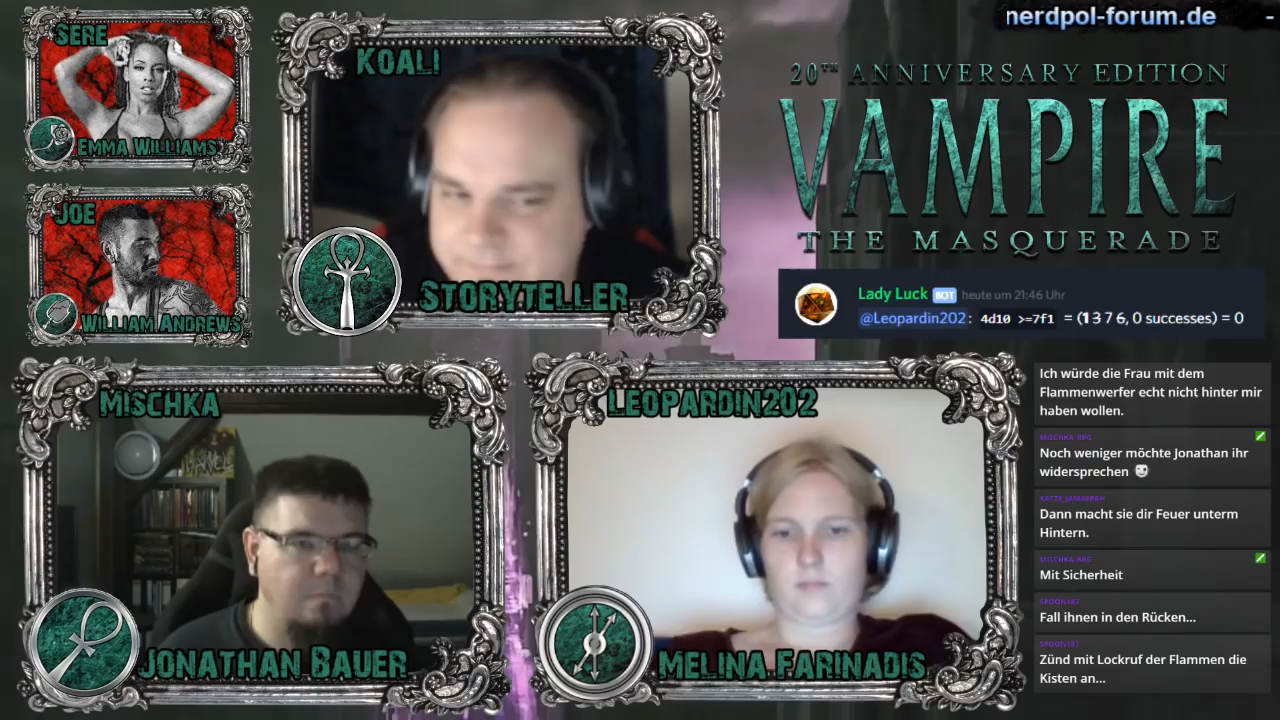 SERE
EMMA WILLIAMS
JOE
WILLIAM ANDREWS
KOALI
STORYTELLER
nerdpol-forum.de -
20TH ANNIVERSARY EDITION
VAMPIRE
THE MASQUERADE
Lady Luck BOT heute um 21:46 Uhr
@Leopardin202: 4d10 >=7f1 = (1 3 7 6, 0 successes) = 0
MISCHKA
JONATHAN BAUER
LEOPARDIN202
MELINA FARINADIS
Ich würde die Frau mit dem
Flammenwerfer echt nicht hinter mir
haben wollen.
MISCHKA_RPG
Noch weniger möchte Jonathan ihr
widersprechen
KATZY_JAMAERAH
Dann macht sie dir Feuer unterm
Hintern.
MISCHKA_RPG
Mit Sicherheit
SPOON187
Fall ihnen in den Rücken...
SPOON187
Zünd mit Lockruf der Flammen die
Kisten an...